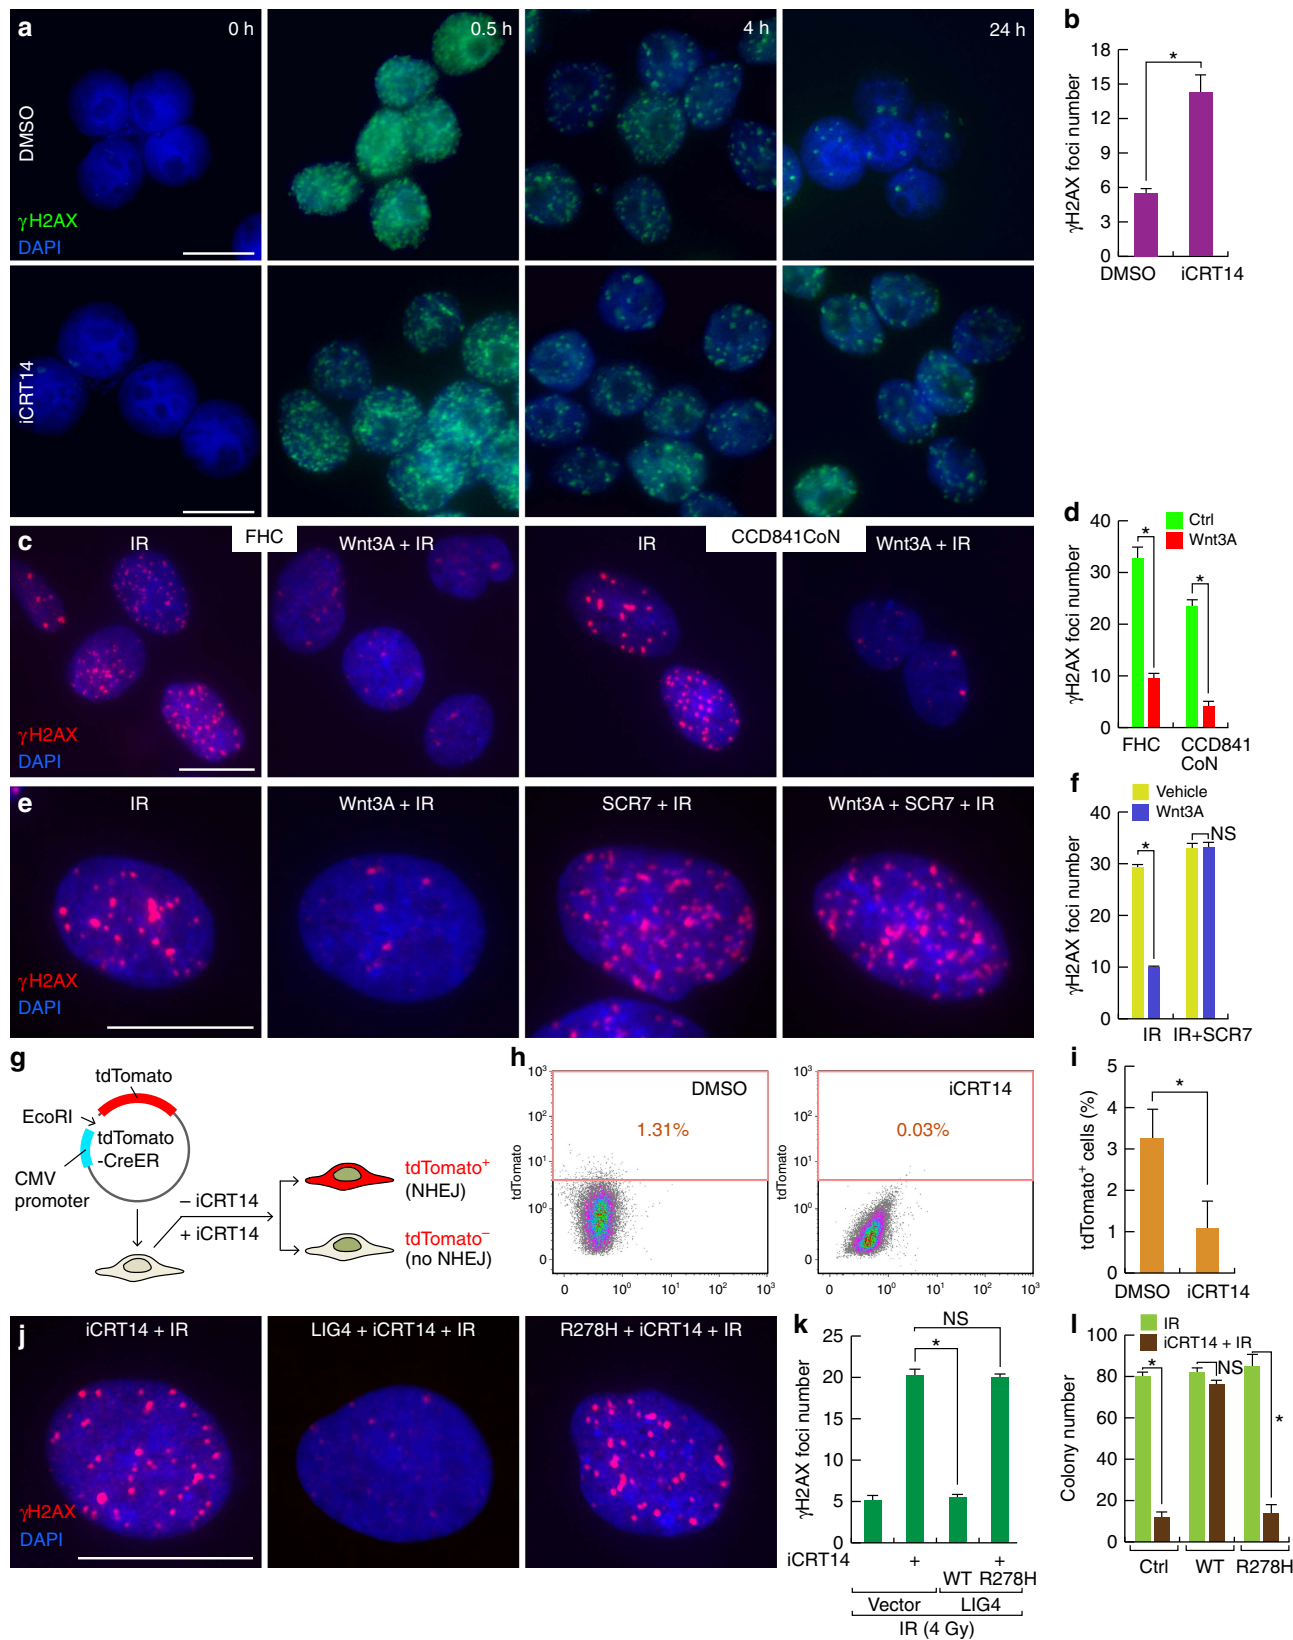 a
0 h
0.5 h
4 h
24 h
DMSO
γH2AX
DAPI
iCRT14
b
γH2AX foci number
18
15
12
9
6
3
0
*
DMSO
iCRT14
c
FHC
CCD841CoN
IR
Wnt3A + IR
IR
Wnt3A + IR
γH2AX
DAPI
d
Ctrl
Wnt3A
γH2AX foci number
40
30
20
10
0
*
*
FHC
CCD841
CoN
e
IR
Wnt3A + IR
SCR7 + IR
Wnt3A + SCR7 + IR
γH2AX
DAPI
f
Vehicle
Wnt3A
γH2AX foci number
40
30
20
10
0
*
NS
IR
IR+SCR7
g
tdTomato
EcoRI
tdTomato
-CreER
CMV
promoter
– iCRT14
+ iCRT14
tdTomato⁺
(NHEJ)
tdTomato⁻
(no NHEJ)
h
DMSO
1.31%
tdTomato
10³
10²
10¹
10⁰
0
0
10⁰
10¹
10²
10³
iCRT14
0.03%
tdTomato
10³
10²
10¹
10⁰
0
0
10⁰
10¹
10²
10³
i
tdTomato⁺ cells (%)
5
4
3
2
1
0
*
DMSO
iCRT14
j
iCRT14 + IR
LIG4 + iCRT14 + IR
R278H + iCRT14 + IR
γH2AX
DAPI
k
γH2AX foci number
25
20
15
10
5
0
NS
*
iCRT14
+
+
WT
R278H
Vector
LIG4
IR (4 Gy)
l
IR
iCRT14 + IR
Colony number
100
80
60
40
20
0
*
NS
*
Ctrl
WT
R278H